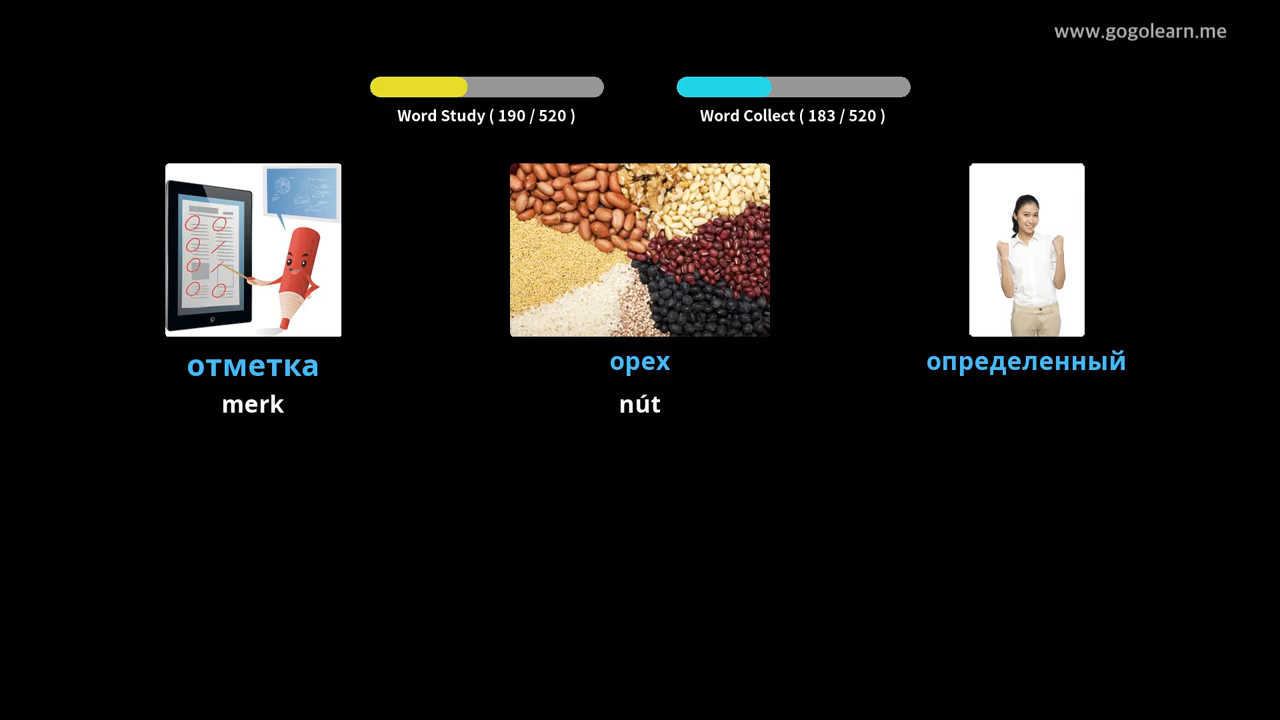 www.gogolearn.me
Word Study ( 190 / 520 )
Word Collect ( 183 / 520 )
отметка
орех
определенный
merk
nút